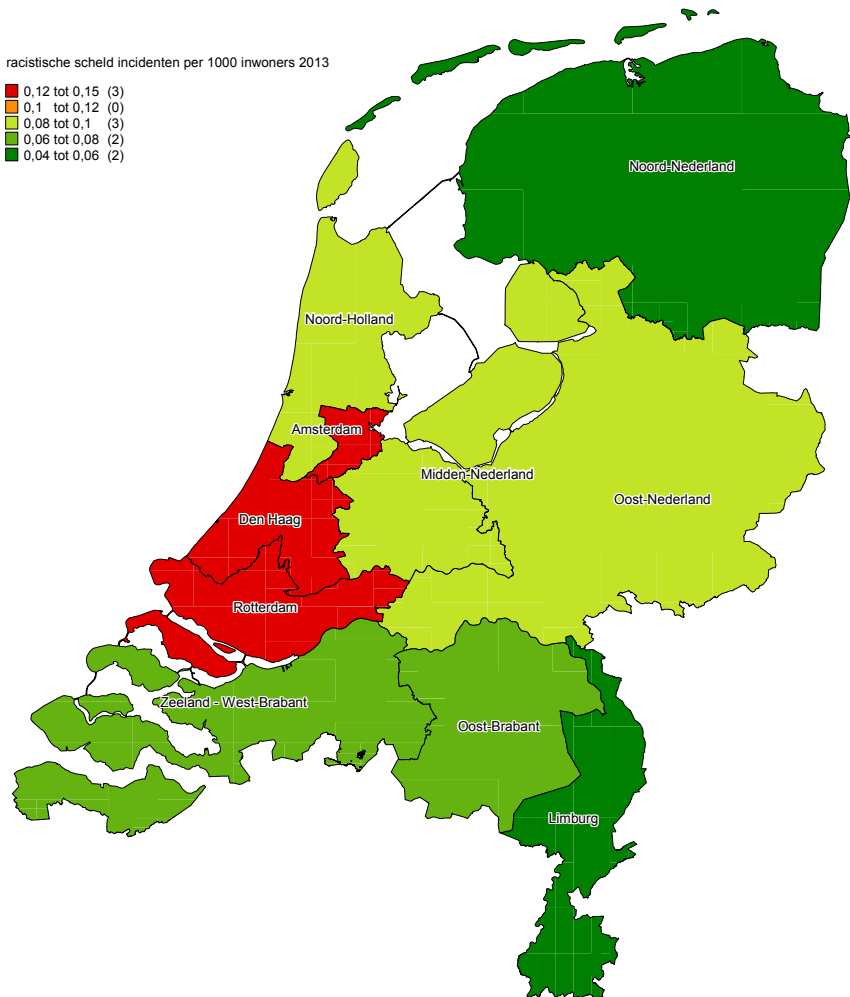 racistische scheld incidenten per 1000 inwoners 2013
0,12 tot 0,15 (3)
0,1 tot 0,12 (0)
0,08 tot 0,1 (3)
0,06 tot 0,08 (2)
0,04 tot 0,06 (2)
Noord-Nederland
Noord-Holland
Amsterdam
Midden-Nederland
Oost-Nederland
Den Haag
Rotterdam
Zeeland - West-Brabant
Oost-Brabant
Limburg